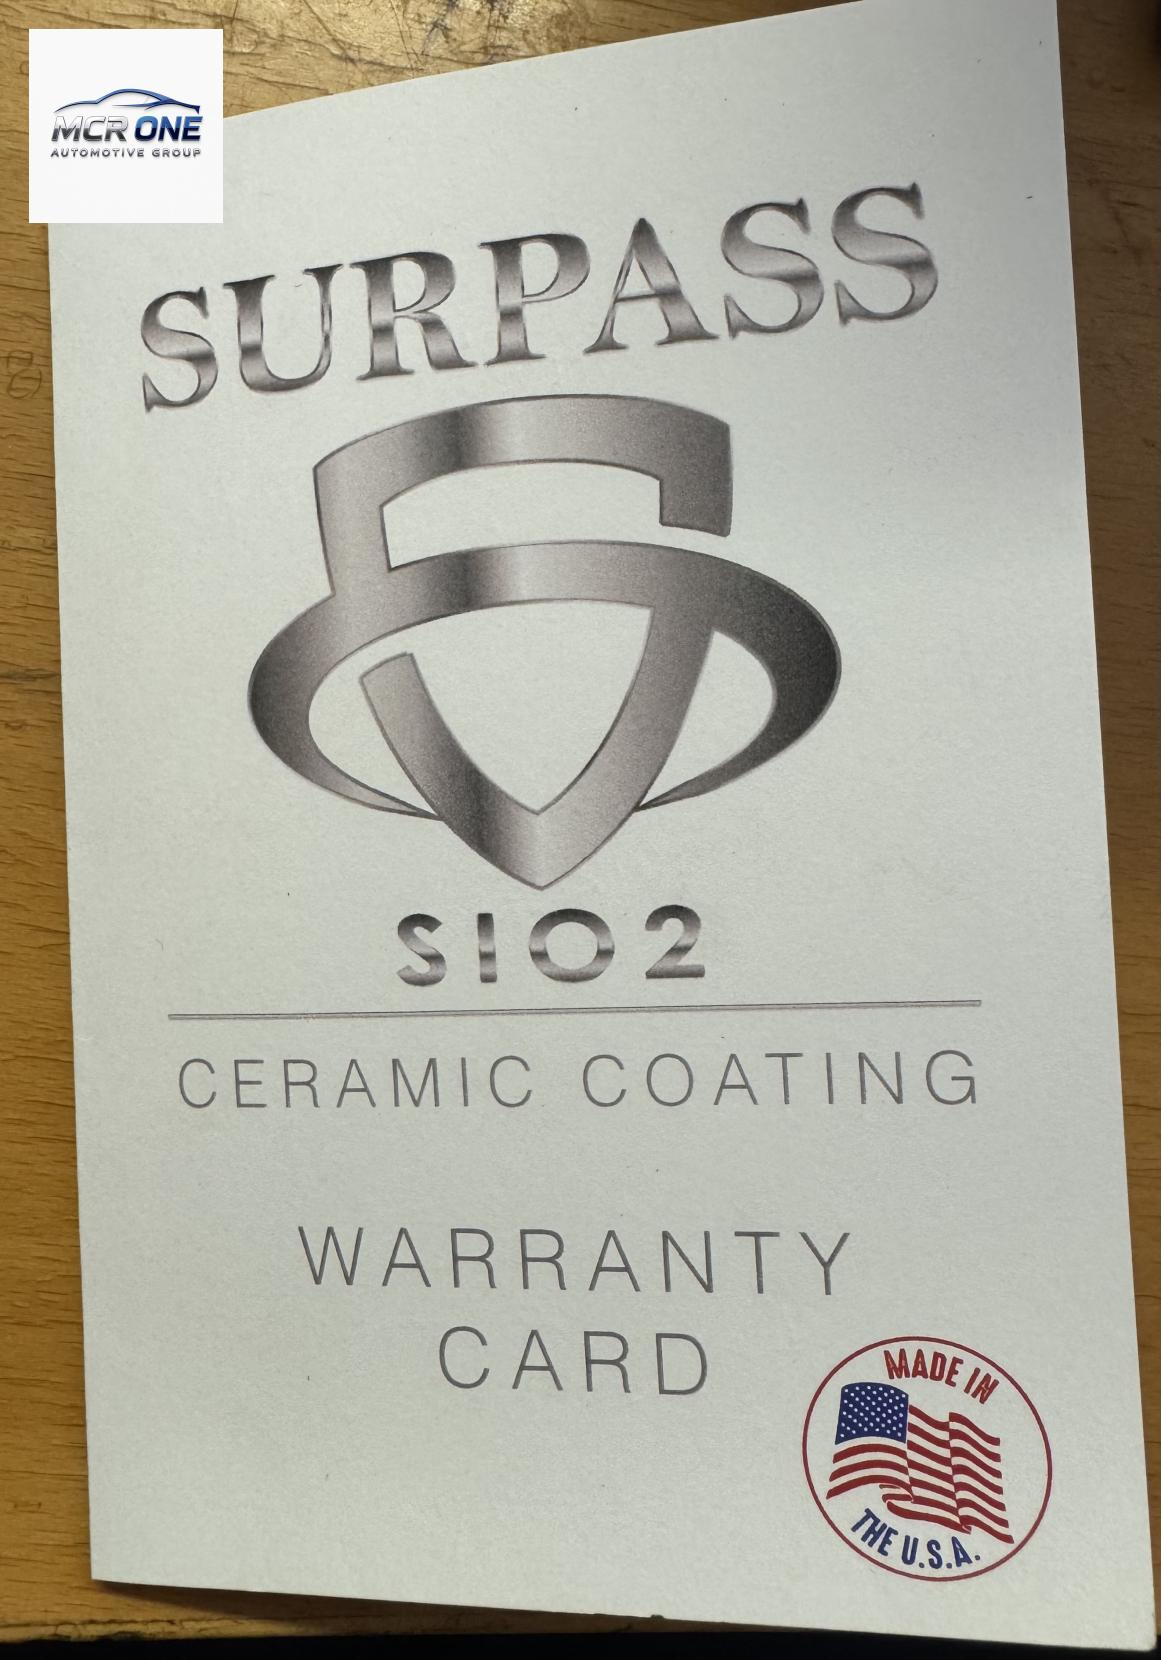 MCR ONE
AUTOMOTIVE GROUP
SURPASS
SIO2
CERAMIC COATING
WARRANTY
CARD
MADE IN
THE U.S.A.